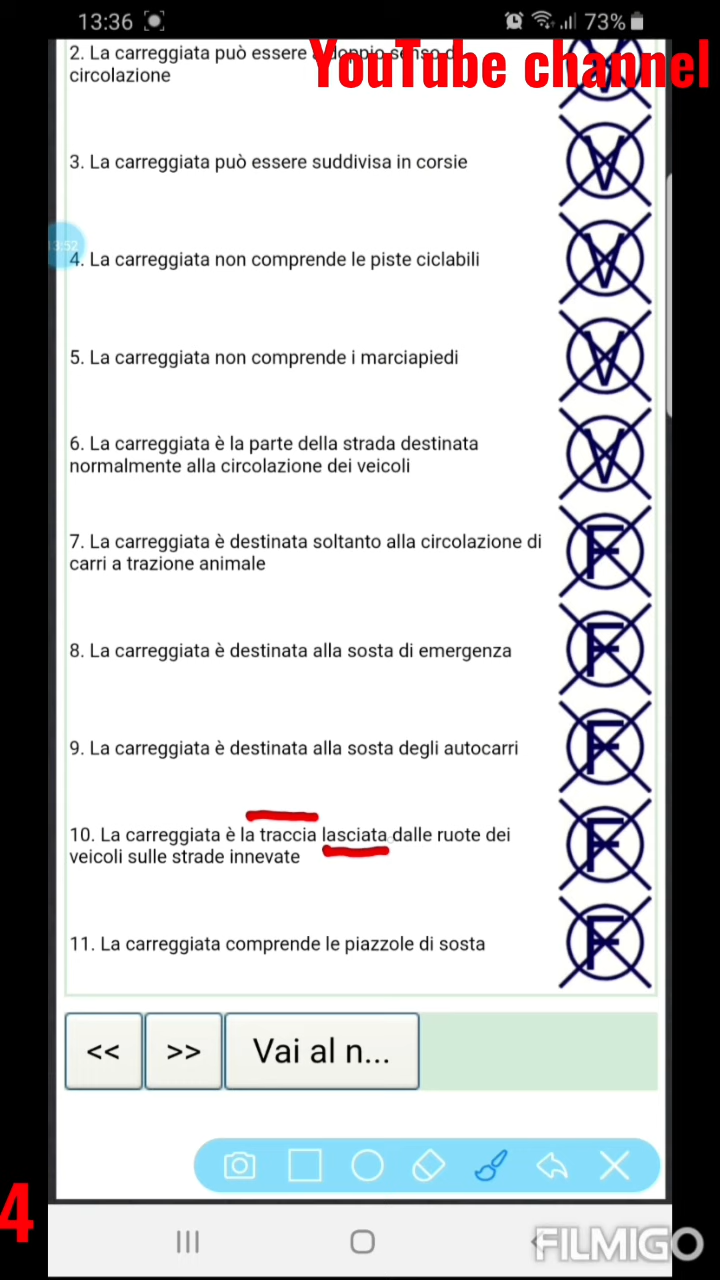 13:36
73%
YouTube channel
2. La carreggiata può essere a doppio senso di
circolazione
V
3. La carreggiata può essere suddivisa in corsie
V
13:52
4. La carreggiata non comprende le piste ciclabili
V
5. La carreggiata non comprende i marciapiedi
V
6. La carreggiata è la parte della strada destinata
normalmente alla circolazione dei veicoli
V
7. La carreggiata è destinata soltanto alla circolazione di
carri a trazione animale
F
8. La carreggiata è destinata alla sosta di emergenza
F
9. La carreggiata è destinata alla sosta degli autocarri
F
10. La carreggiata è la traccia lasciata dalle ruote dei
veicoli sulle strade innevate
F
11. La carreggiata comprende le piazzole di sosta
F
<< >> Vai al n...
4
FILMIGO